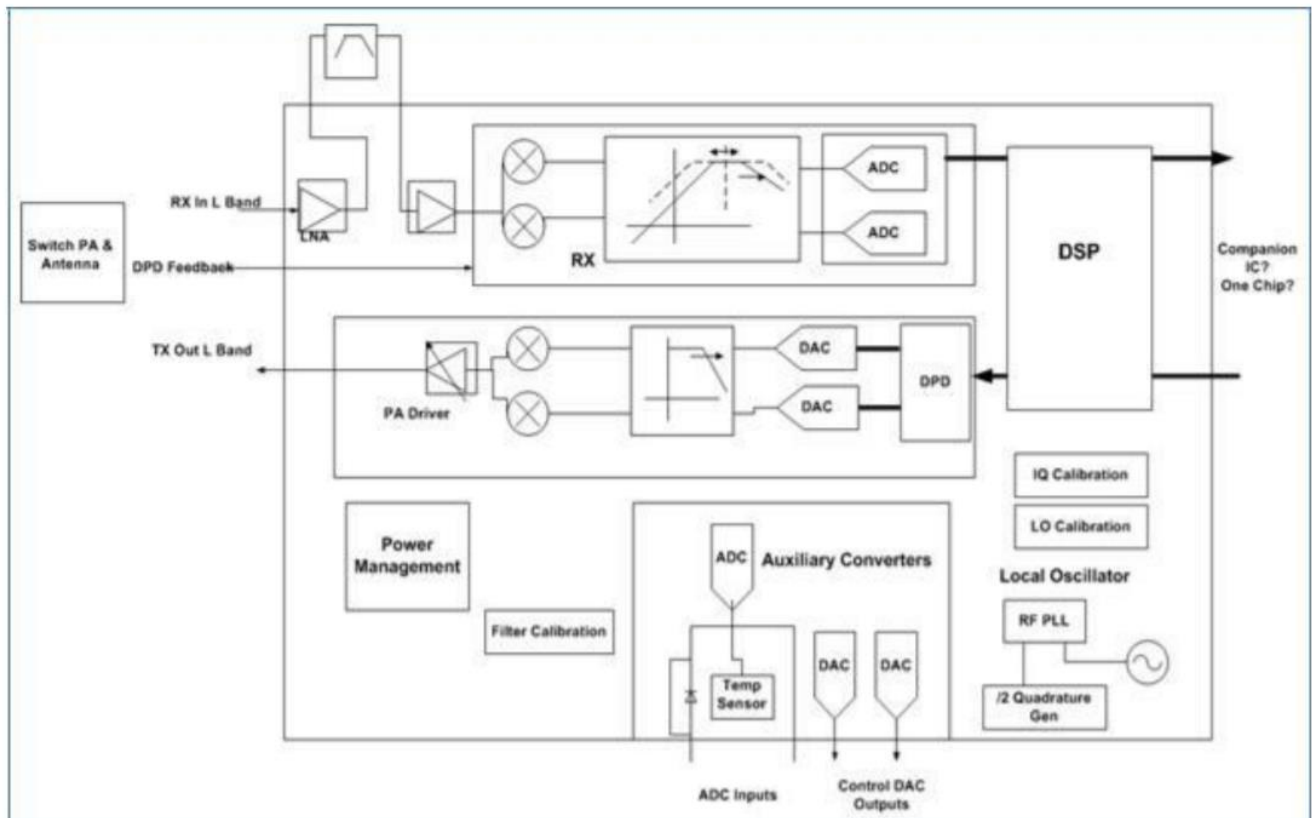 RX In L Band
LNA
Switch PA &
Antenna
DPD Feedback
RX
ADC
ADC
DSP
Companion
IC?
One Chip?
TX Out L Band
PA Driver
DAC
DAC
DPD
IQ Calibration
LO Calibration
Power
Management
Filter Calibration
ADC
Auxiliary Converters
Temp
Sensor
DAC
DAC
Local Oscillator
RF PLL
/2 Quadrature
Gen
ADC Inputs
Control DAC
Outputs